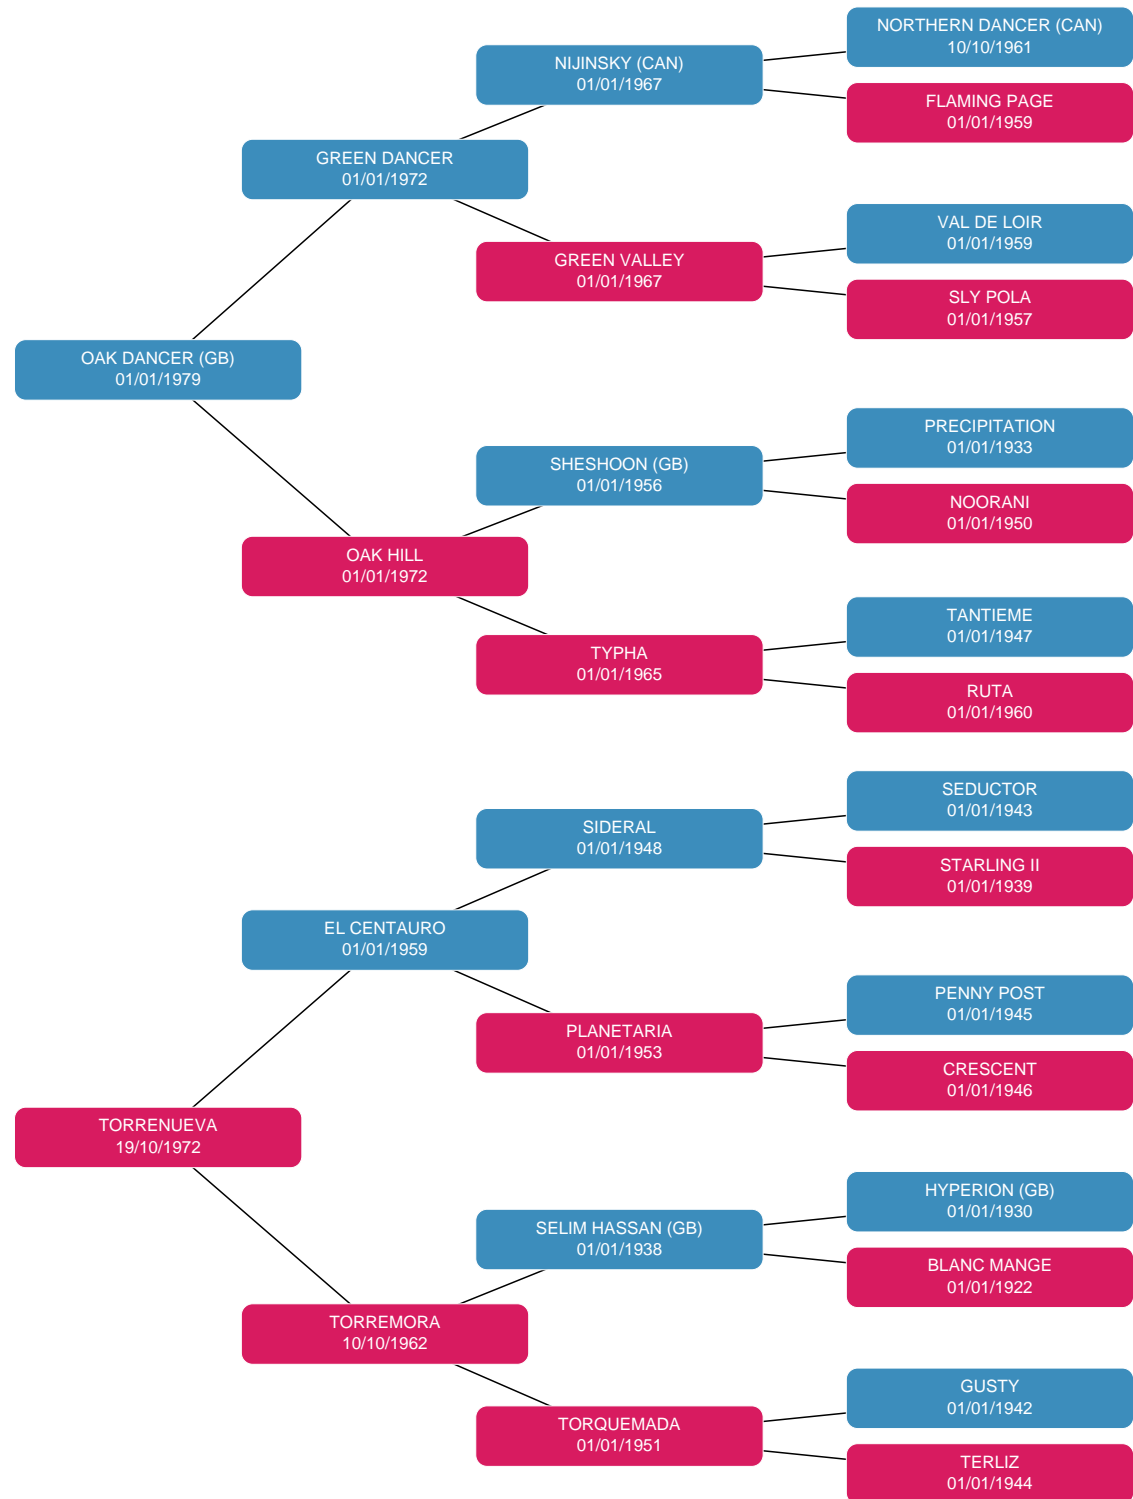 NORTHERN DANCER (CAN)
10/10/1961
NIJINSKY (CAN)
01/01/1967
FLAMING PAGE
01/01/1959
GREEN DANCER
01/01/1972
VAL DE LOIR
01/01/1959
GREEN VALLEY
01/01/1967
SLY POLA
01/01/1957
OAK DANCER (GB)
01/01/1979
PRECIPITATION
01/01/1933
SHESHOON (GB)
01/01/1956
NOORANI
01/01/1950
OAK HILL
01/01/1972
TANTIEME
01/01/1947
TYPHA
01/01/1965
RUTA
01/01/1960
SEDUCTOR
01/01/1943
SIDERAL
01/01/1948
STARLING II
01/01/1939
EL CENTAURO
01/01/1959
PENNY POST
01/01/1945
PLANETARIA
01/01/1953
CRESCENT
01/01/1946
TORRENUEVA
19/10/1972
HYPERION (GB)
01/01/1930
SELIM HASSAN (GB)
01/01/1938
BLANC MANGE
01/01/1922
TORREMORA
10/10/1962
GUSTY
01/01/1942
TORQUEMADA
01/01/1951
TERLIZ
01/01/1944